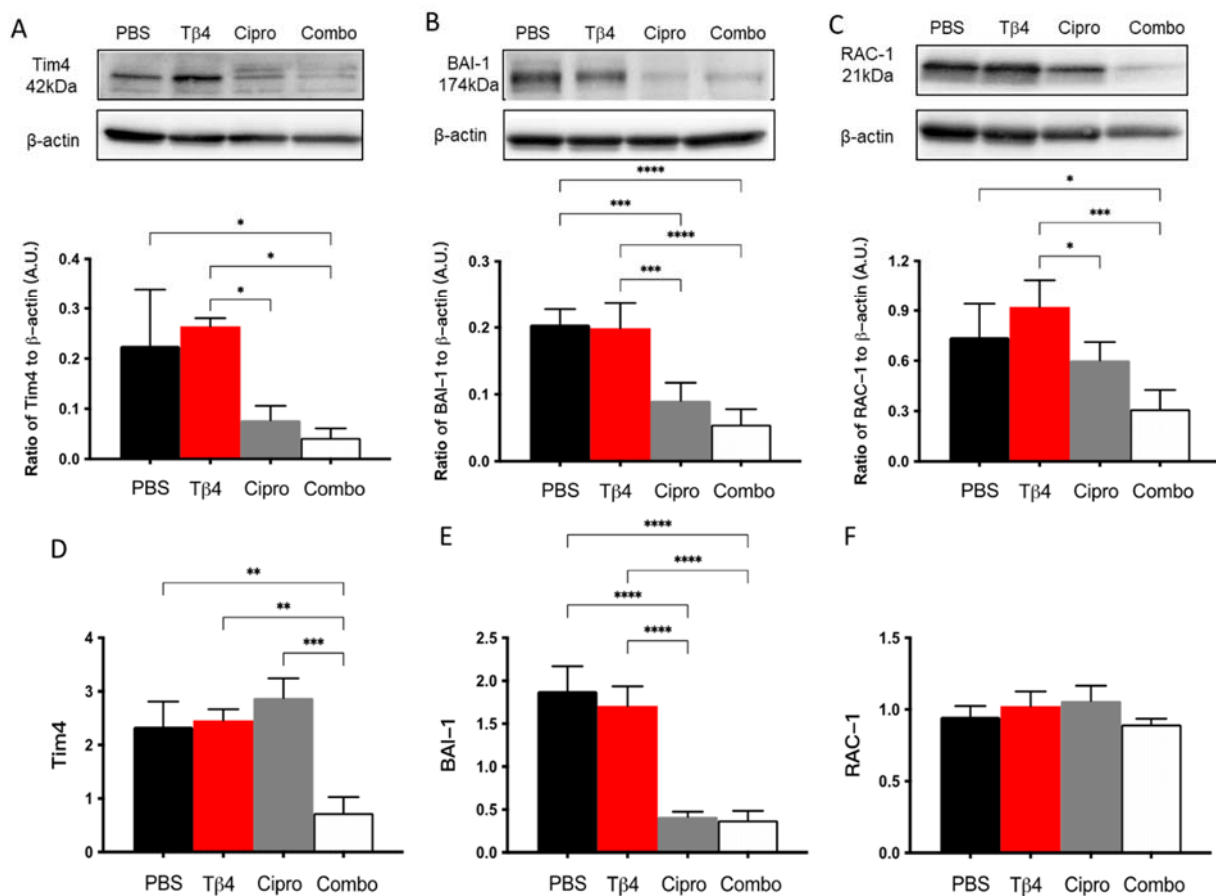 A
PBS Tβ4 Cipro Combo
Tim4
42kDa
β-actin
*
*
*
Ratio of Tim4 to β-actin (A.U.)
0.4
0.3
0.2
0.1
0.0
PBS Tβ4 Cipro Combo
B
PBS Tβ4 Cipro Combo
BAI-1
174kDa
β-actin
****
***
****
***
Ratio of BAI-1 to β-actin (A.U.)
0.3
0.2
0.1
0.0
PBS Tβ4 Cipro Combo
C
PBS Tβ4 Cipro Combo
RAC-1
21kDa
β-actin
*
***
*
Ratio of RAC-1 to β-actin (A.U.)
1.2
0.9
0.6
0.3
0.0
PBS Tβ4 Cipro Combo
D
**
**
***
Tim4
4
3
2
1
0
PBS Tβ4 Cipro Combo
E
****
****
****
****
BAI-1
2.5
2.0
1.5
1.0
0.5
0.0
PBS Tβ4 Cipro Combo
F
RAC-1
1.5
1.0
0.5
0.0
PBS Tβ4 Cipro Combo